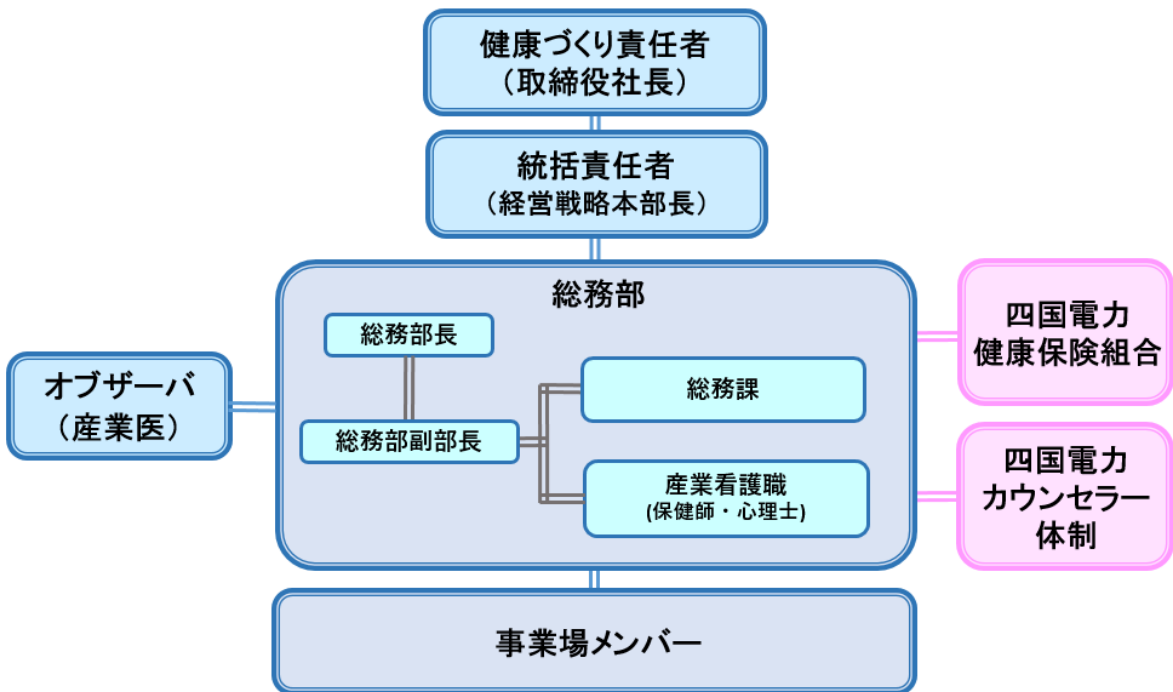 健康づくり責任者
（取締役社長）
統括責任者
（経営戦略本部長）
総務部
総務部長
総務部副部長
総務課
産業看護職
(保健師・心理士)
オブザーバ
（産業医）
四国電力
健康保険組合
四国電力
カウンセラー
体制
事業場メンバー